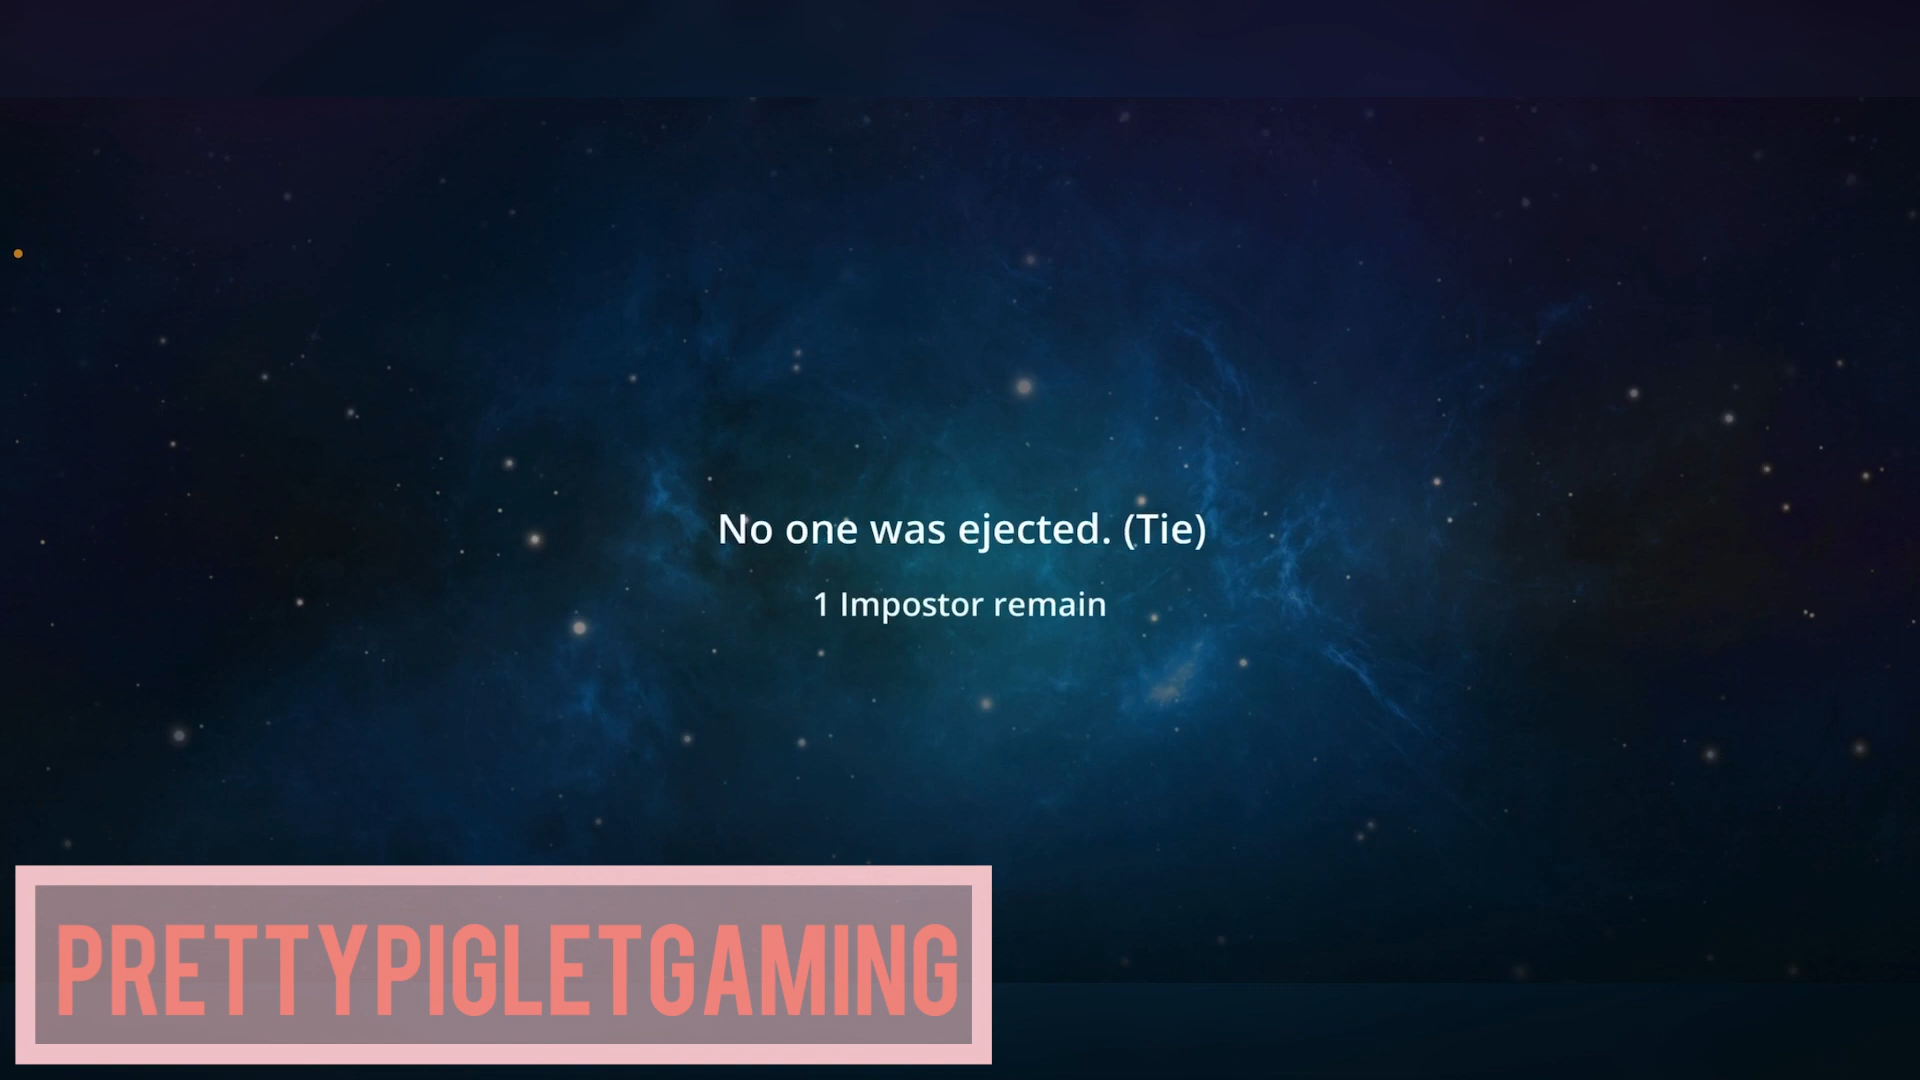 No one was ejected. (Tie)
1 Impostor remain
PRETTYPIGLETGAMING